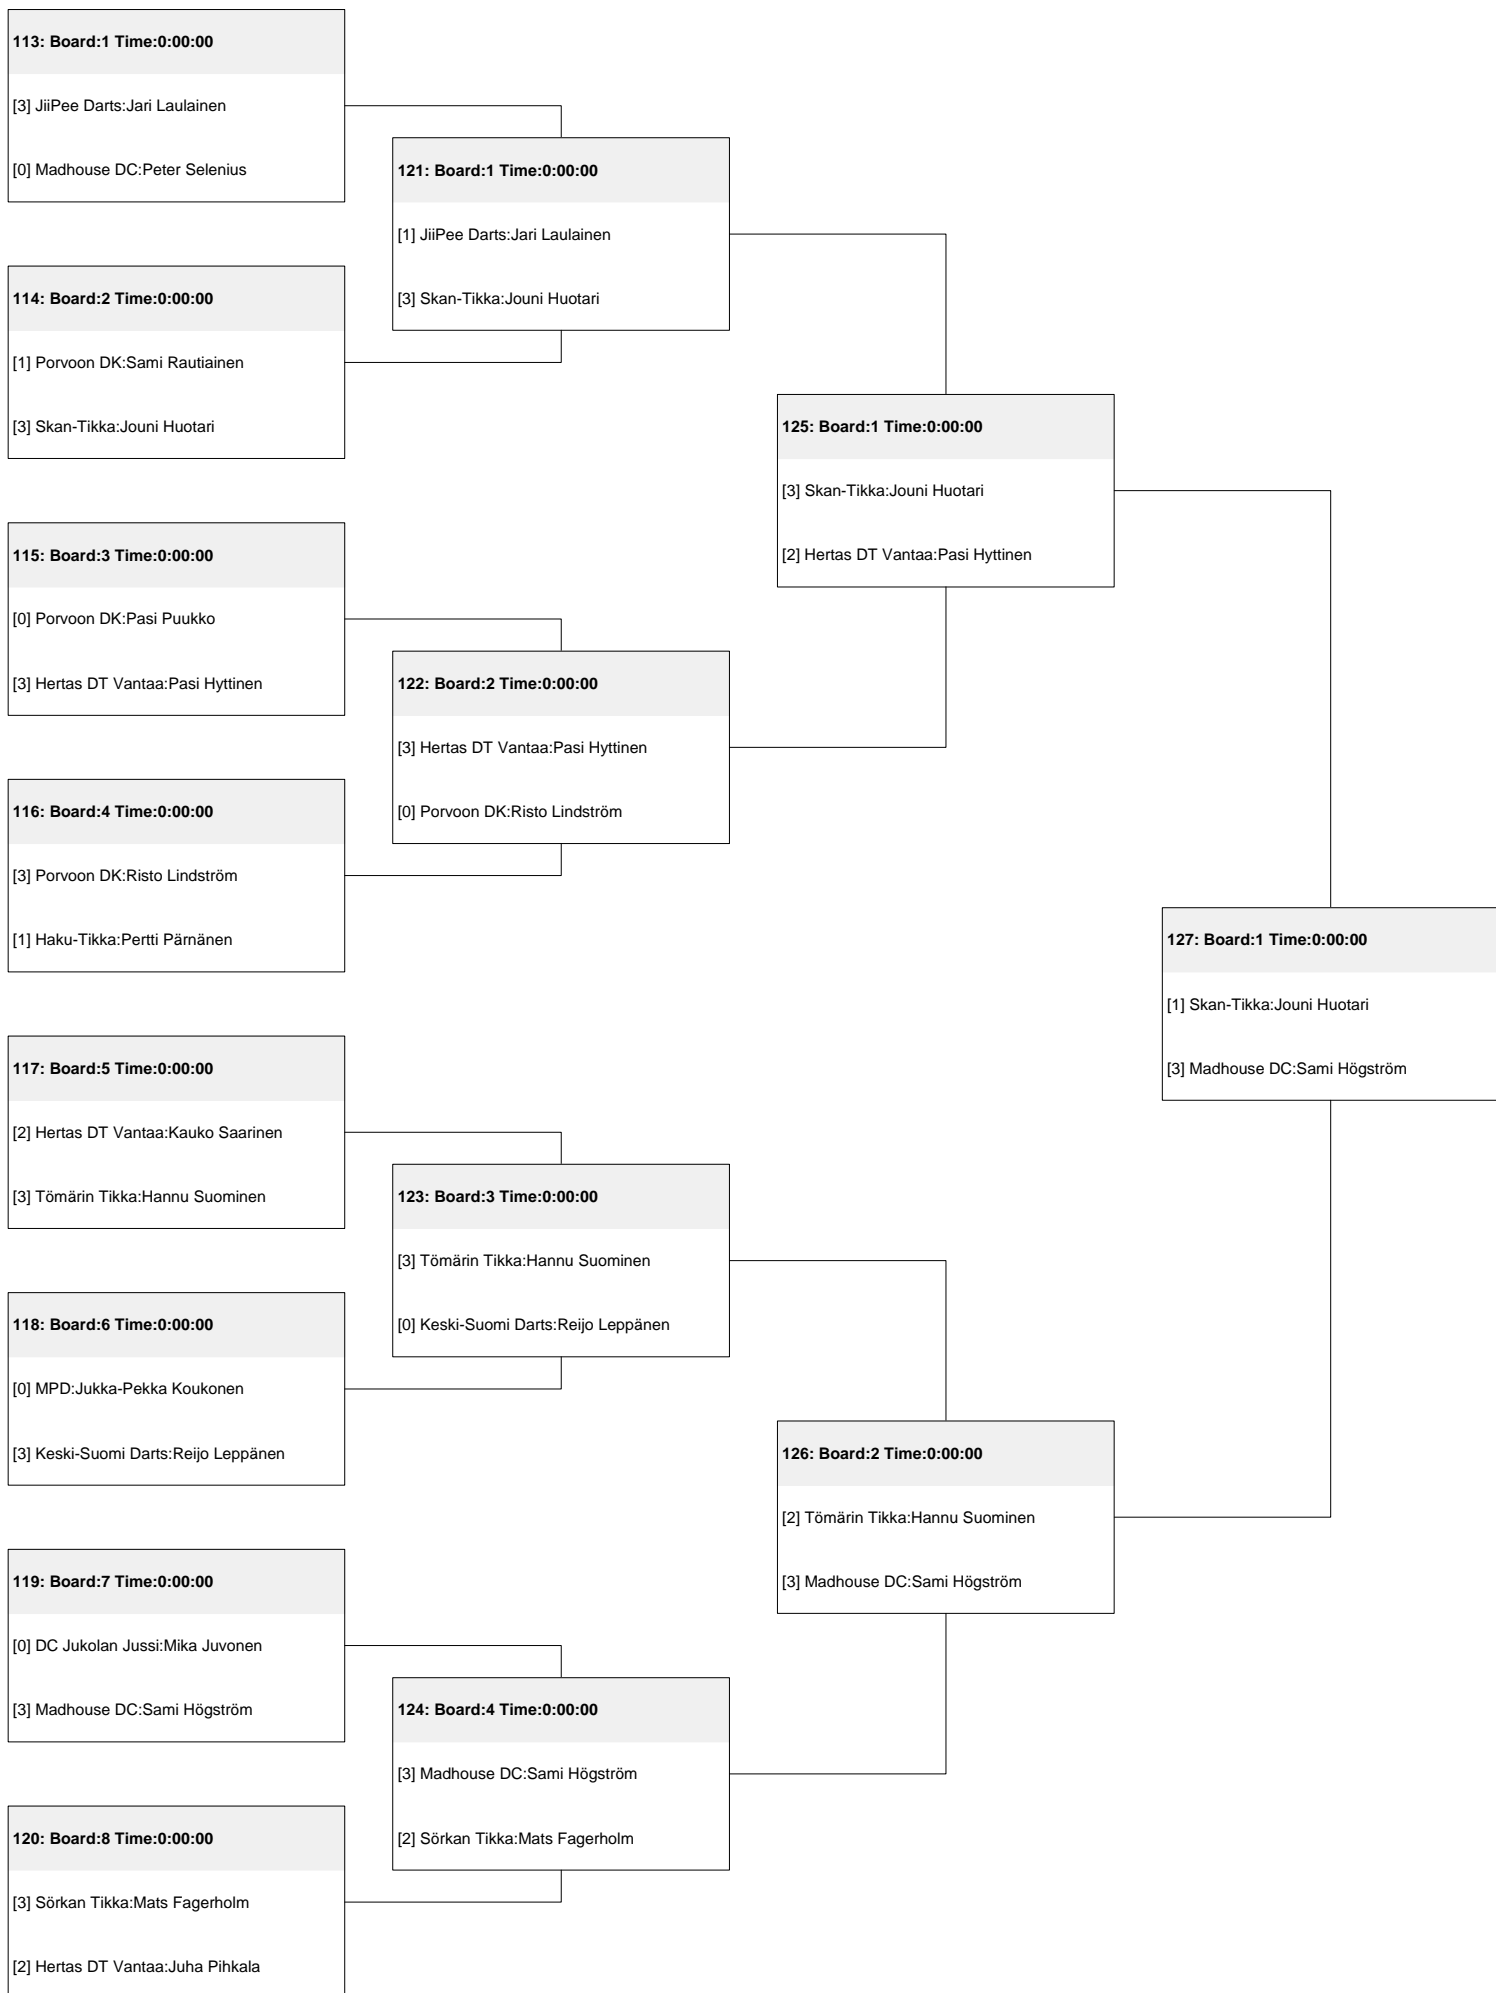 113: Board:1 Time:0:00:00
[3] JiiPee Darts:Jari Laulainen
[0] Madhouse DC:Peter Selenius
114: Board:2 Time:0:00:00
[1] Porvoon DK:Sami Rautiainen
[3] Skan-Tikka:Jouni Huotari
115: Board:3 Time:0:00:00
[0] Porvoon DK:Pasi Puukko
[3] Hertas DT Vantaa:Pasi Hyttinen
116: Board:4 Time:0:00:00
[3] Porvoon DK:Risto Lindström
[1] Haku-Tikka:Pertti Pärnänen
117: Board:5 Time:0:00:00
[2] Hertas DT Vantaa:Kauko Saarinen
[3] Tömärin Tikka:Hannu Suominen
118: Board:6 Time:0:00:00
[0] MPD:Jukka-Pekka Koukonen
[3] Keski-Suomi Darts:Reijo Leppänen
119: Board:7 Time:0:00:00
[0] DC Jukolan Jussi:Mika Juvonen
[3] Madhouse DC:Sami Högström
120: Board:8 Time:0:00:00
[3] Sörkan Tikka:Mats Fagerholm
[2] Hertas DT Vantaa:Juha Pihkala
121: Board:1 Time:0:00:00
[1] JiiPee Darts:Jari Laulainen
[3] Skan-Tikka:Jouni Huotari
122: Board:2 Time:0:00:00
[3] Hertas DT Vantaa:Pasi Hyttinen
[0] Porvoon DK:Risto Lindström
123: Board:3 Time:0:00:00
[3] Tömärin Tikka:Hannu Suominen
[0] Keski-Suomi Darts:Reijo Leppänen
124: Board:4 Time:0:00:00
[3] Madhouse DC:Sami Högström
[2] Sörkan Tikka:Mats Fagerholm
125: Board:1 Time:0:00:00
[3] Skan-Tikka:Jouni Huotari
[2] Hertas DT Vantaa:Pasi Hyttinen
126: Board:2 Time:0:00:00
[2] Tömärin Tikka:Hannu Suominen
[3] Madhouse DC:Sami Högström
127: Board:1 Time:0:00:00
[1] Skan-Tikka:Jouni Huotari
[3] Madhouse DC:Sami Högström